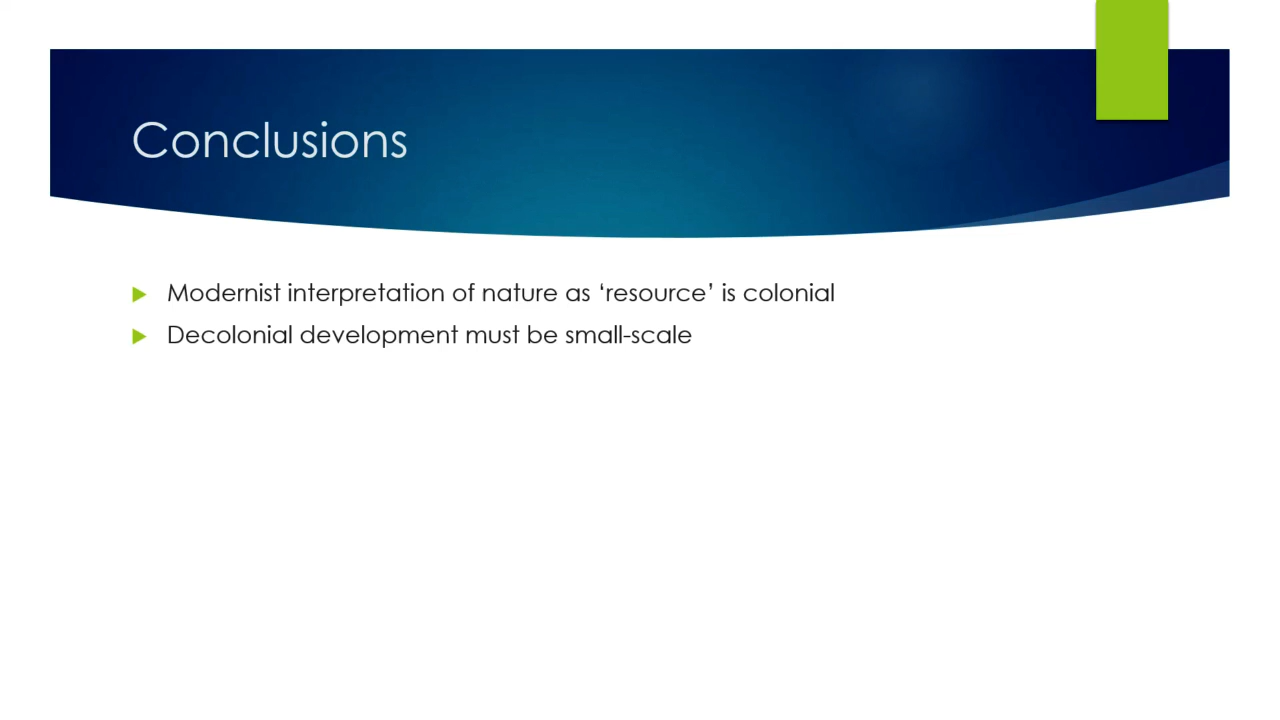 Conclusions
Modernist interpretation of nature as ‘resource’ is colonial
Decolonial development must be small-scale